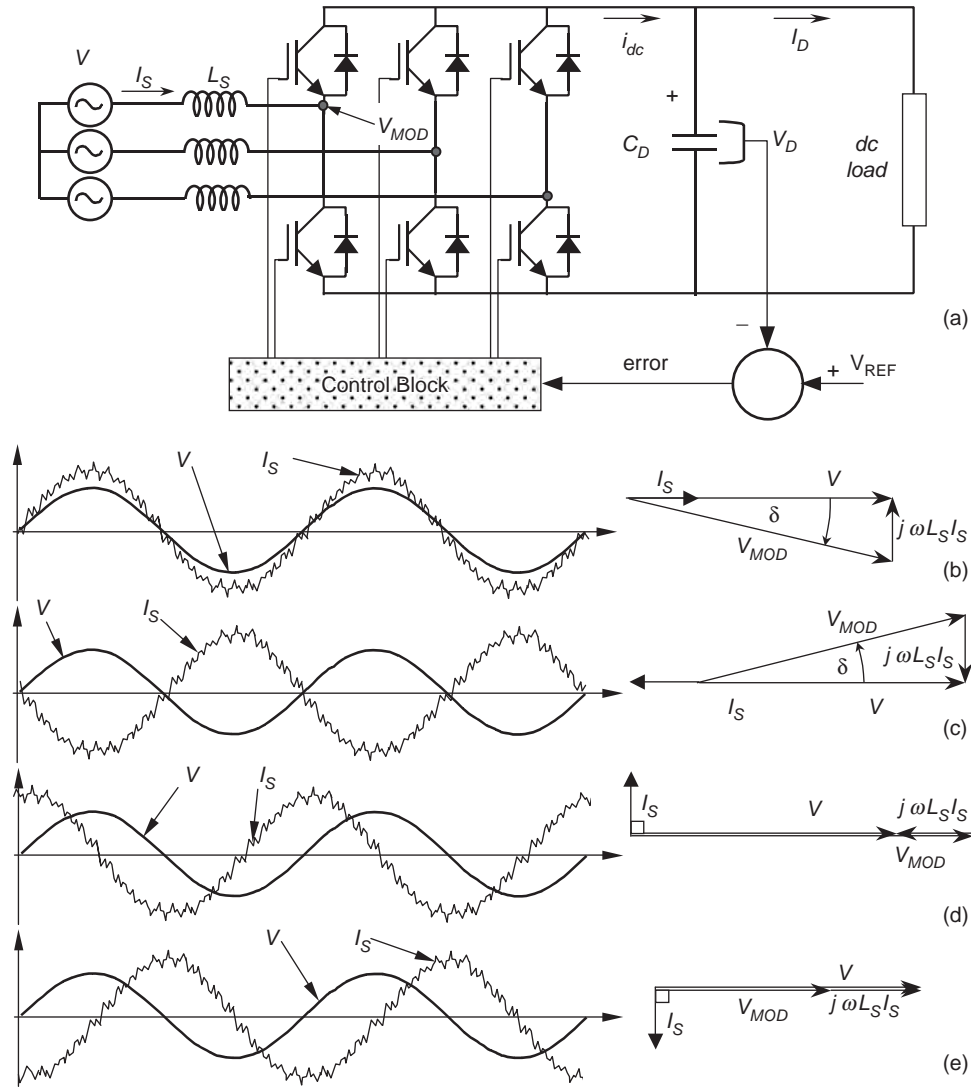 V
I_S
L_S
V_MOD
i_dc
I_D
+
C_D
V_D
dc
load
(a)
−
Control Block
error
+ V_REF
V
I_S
I_S
V
δ
V_MOD
j ωL_S I_S
(b)
V
I_S
V_MOD
j ωL_S I_S
δ
I_S
V
(c)
V
I_S
I_S
V
j ωL_S I_S
V_MOD
(d)
V
I_S
V
I_S
V_MOD
j ωL_S I_S
(e)